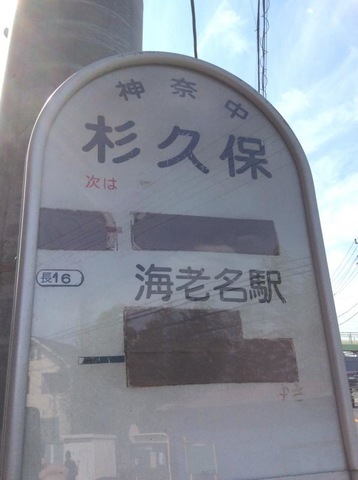 神奈中
杉久保
次は
長16
海老名駅